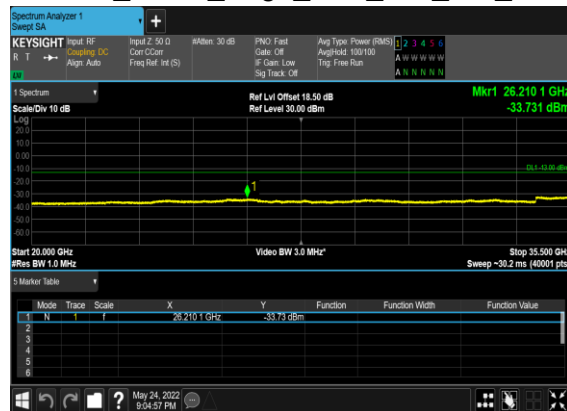 Spectrum Analyzer 1
Swept SA
KEYSIGHT Input: RF Input Z: 50 Ω #Atten: 30 dB PNO: Fast Avg Type: Power (RMS) 1 2 3 4 5 6
R T Coupling: DC Corr CCorr Gate: Off Avg|Hold: 100/100 A W W W W W
Align: Auto Freq Ref: Int (S) IF Gain: Low Trig: Free Run
LXI Sig Track: Off A N N N N N
1 Spectrum Ref Lvl Offset 18.50 dB Mkr1 26.210 1 GHz
Scale/Div 10 dB Ref Level 30.00 dBm -33.731 dBm
Log
20.0
10.0
0.00
-10.0 DL1 -13.00 dBm
-20.0
1
-30.0
-40.0
-50.0
-60.0
Start 20.000 GHz Video BW 3.0 MHz* Stop 35.500 GHz
#Res BW 1.0 MHz Sweep ~30.2 ms (40001 pts)
5 Marker Table
Mode Trace Scale X Y Function Function Width Function Value
1 N 1 f 26.210 1 GHz -33.73 dBm
2
3
4
5
6
? May 24, 2022
9:04:57 PM